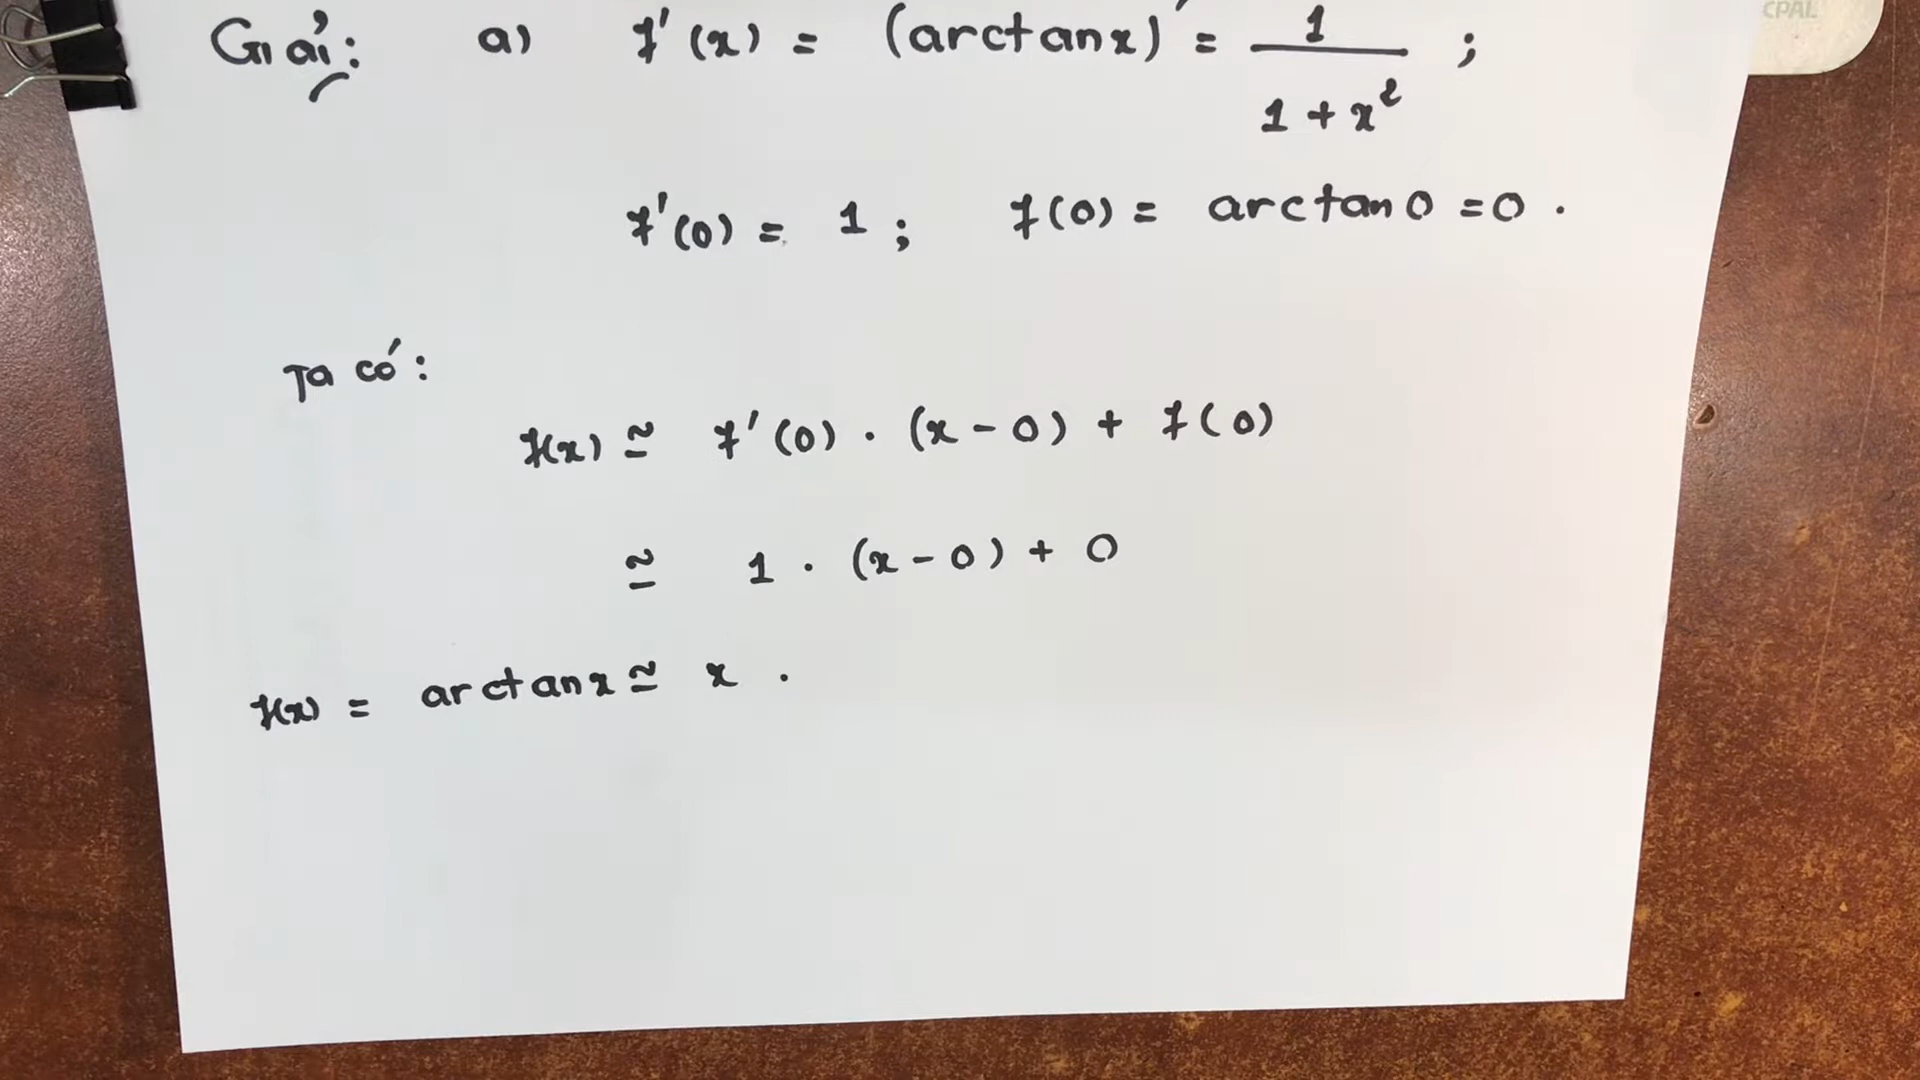 CPAL
Giải: a) f'(x) = (arctanx)' = 1/(1 + x²) ;
f'(0) = 1 ; f(0) = arctan0 = 0 .
Ta có:
f(x) ≅ f'(0) . (x - 0) + f(0)
≅ 1 . (x - 0) + 0
f(x) = arctanx ≅ x .